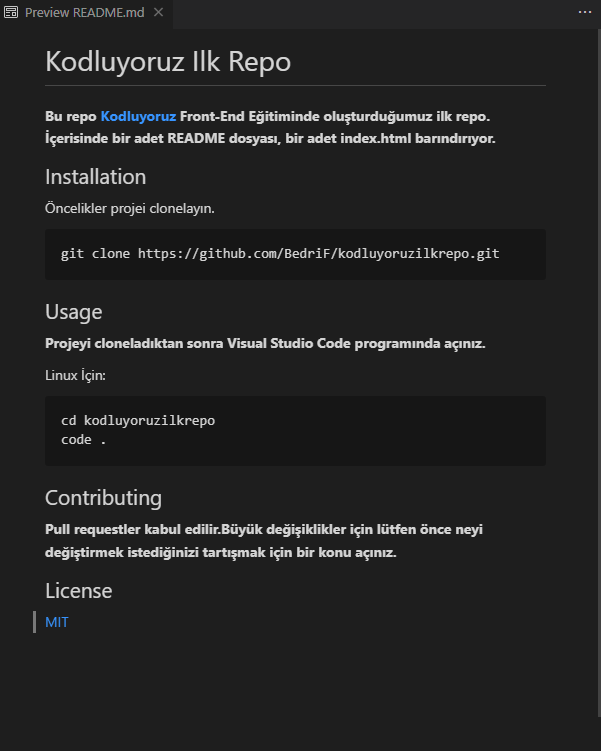 Preview README.md
Kodluyoruz Ilk Repo
Bu repo Kodluyoruz Front-End Eğitiminde oluşturduğumuz ilk repo.
İçerisinde bir adet README dosyası, bir adet index.html barındırıyor.
Installation
Öncelikler projei clonelayın.
git clone https://github.com/BedriF/kodluyoruzilkrepo.git
Usage
Projeyi cloneladıktan sonra Visual Studio Code programında açınız.
Linux İçin:
cd kodluyoruzilkrepo
code .
Contributing
Pull requestler kabul edilir.Büyük değişiklikler için lütfen önce neyi
değiştirmek istediğinizi tartışmak için bir konu açınız.
License
MIT